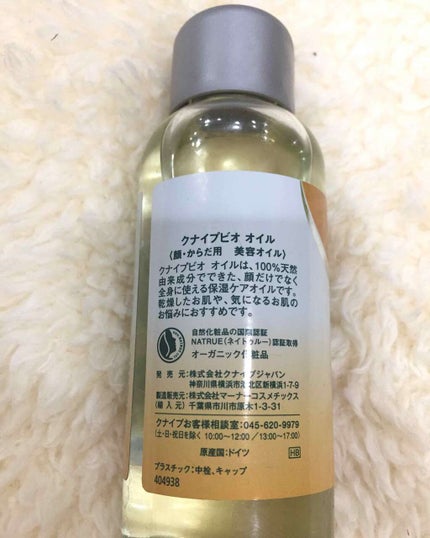 クナイプビオ オイル
〈顔・からだ用　美容オイル〉
クナイプビオ オイルは、100%天然
由来成分でできた、顔だけでなく
全身に使える保湿ケアオイルです。
乾燥したお肌や、気になるお肌の
お悩みにおすすめです。
自然化粧品の国際認証
NATRUE(ネイトゥルー)認証取得
オーガニック化粧品
発 売 元:株式会社クナイプジャパン
神奈川県横浜市港北区新横浜1-7-9
製造販売元:株式会社マーナーコスメチックス
(輸 入 元) 千葉県市川市原木1-3-31
クナイプお客様相談室:045-620-9979
(土・日・祝日を除く 10:00〜12:00／13:00〜17:00)
原産国:ドイツ
HB
プラスチック:中栓、キャップ
404938